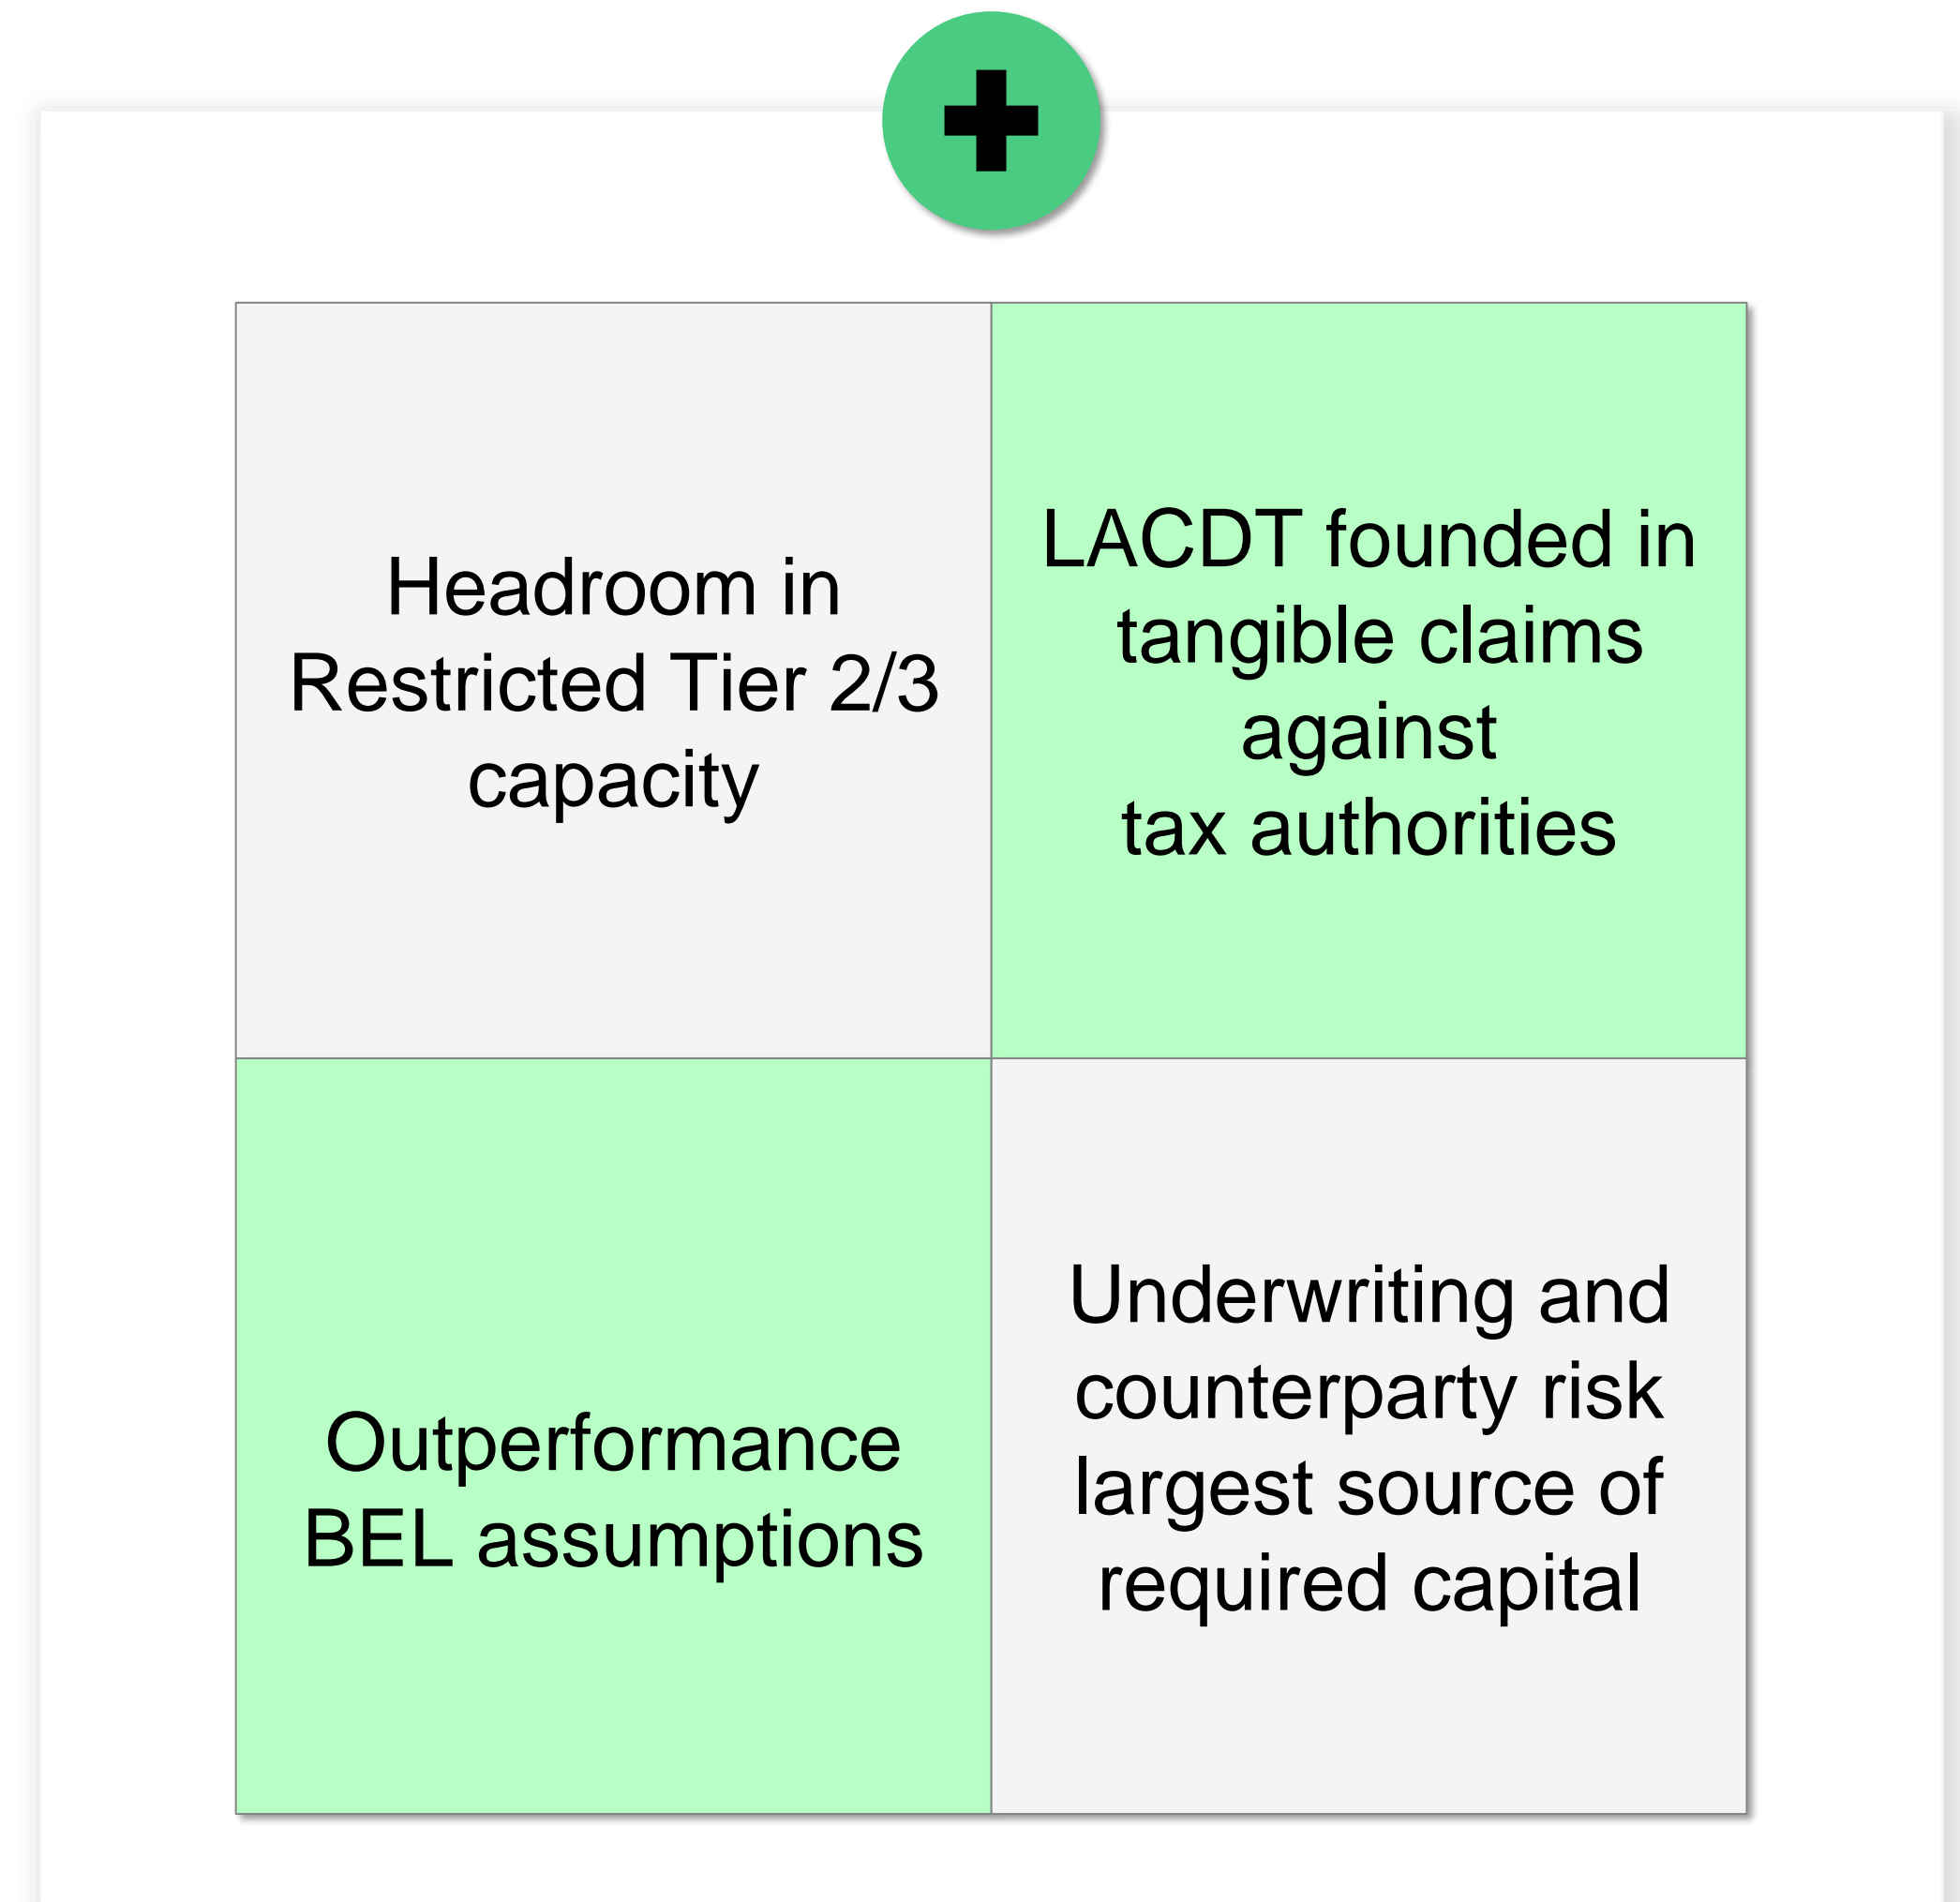 Headroom in
Restricted Tier 2/3
capacity
LACDT founded in
tangible claims
against
tax authorities
Outperformance
BEL assumptions
Underwriting and
counterparty risk
largest source of
required capital